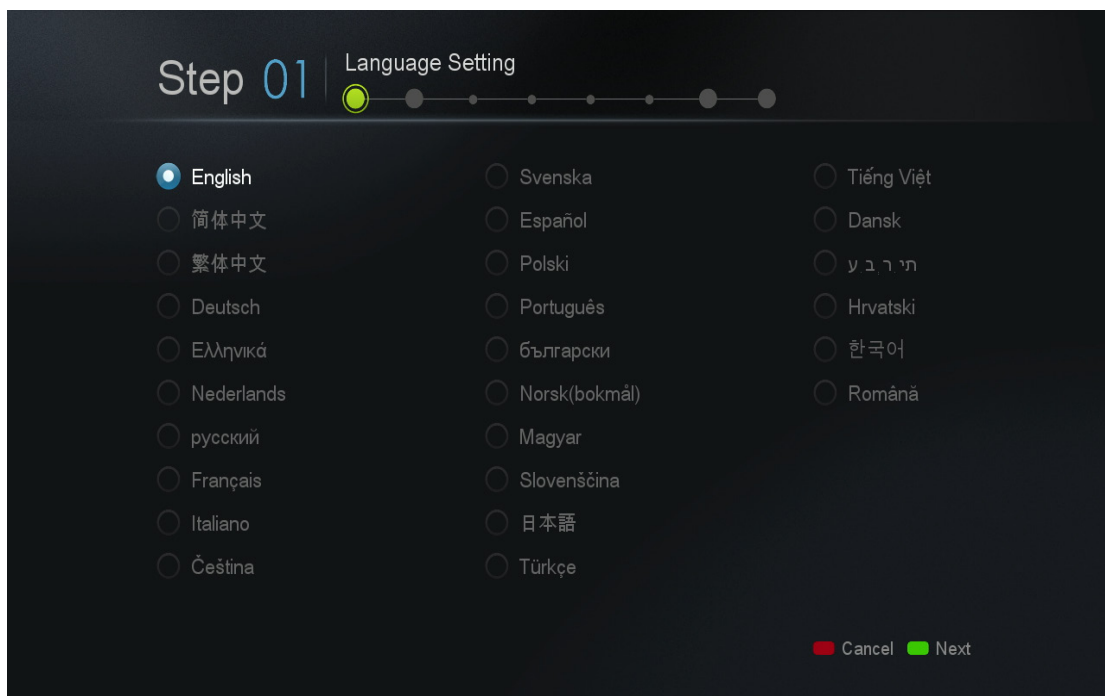 Step 01
Language Setting
English
简体中文
繁体中文
Deutsch
Ελληνικά
Nederlands
русский
Français
Italiano
Čeština
Svenska
Español
Polski
Português
български
Norsk(bokmål)
Magyar
Slovenščina
日本語
Türkçe
Tiếng Việt
Dansk
תי ר ב ע
Hrvatski
한국어
Română
Cancel
Next